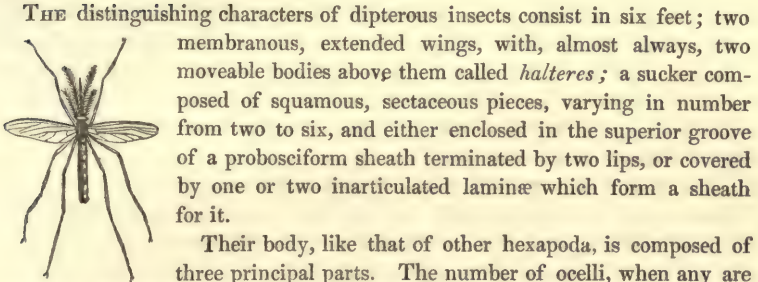 THE distinguishing characters of dipterous insects consist in six feet; two
membranous, extended wings, with, almost always, two
moveable bodies above them called halteres; a sucker com-
posed of squamous, sectaceous pieces, varying in number
from two to six, and either enclosed in the superior groove
of a probosciform sheath terminated by two lips, or covered
by one or two inarticulated laminæ which form a sheath
for it.
Their body, like that of other hexapoda, is composed of
three principal parts. The number of ocelli, when any are